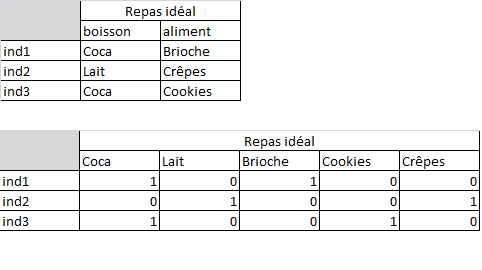 Repas idéal
boisson aliment
ind1 Coca Brioche
ind2 Lait Crêpes
ind3 Coca Cookies
Repas idéal
Coca Lait Brioche Cookies Crêpes
ind1 1 0 1 0 0
ind2 0 1 0 0 1
ind3 1 0 0 1 0